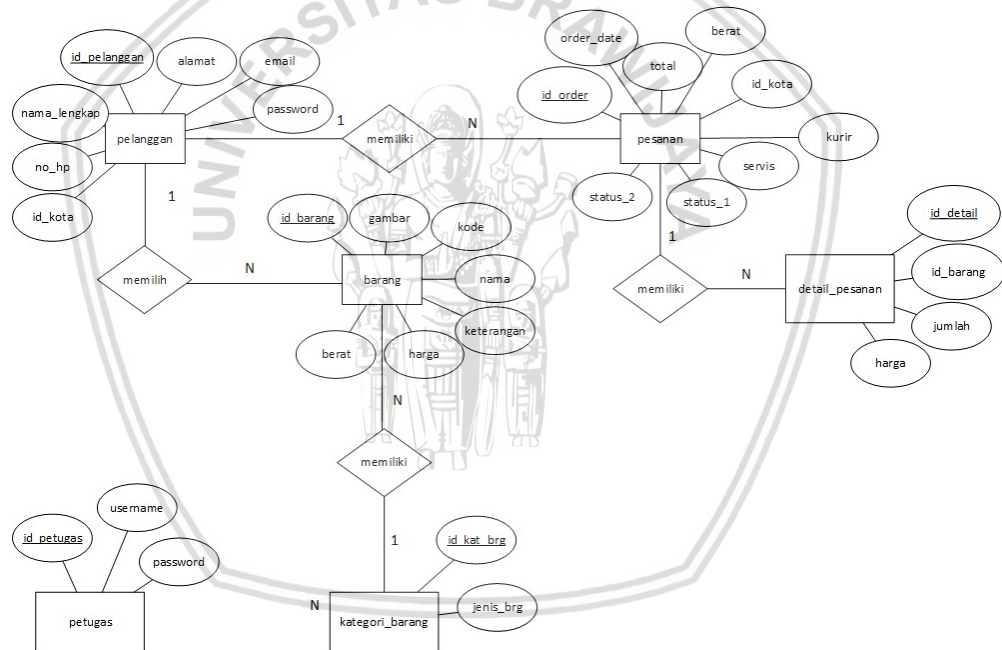 UNIVERSITAS BRAWIJAYA
id_pelanggan
alamat
email
password
nama_lengkap
no_hp
id_kota
pelanggan
1
memiliki
N
order_date
berat
total
id_order
id_kota
kurir
pesanan
servis
status_2
status_1
1
memilih
N
id_barang
gambar
kode
barang
nama
keterangan
berat
harga
1
memiliki
N
detail_pesanan
id_detail
id_barang
jumlah
harga
N
memiliki
1
id_kat_brg
jenis_brg
N
kategori_barang
username
id_petugas
password
petugas